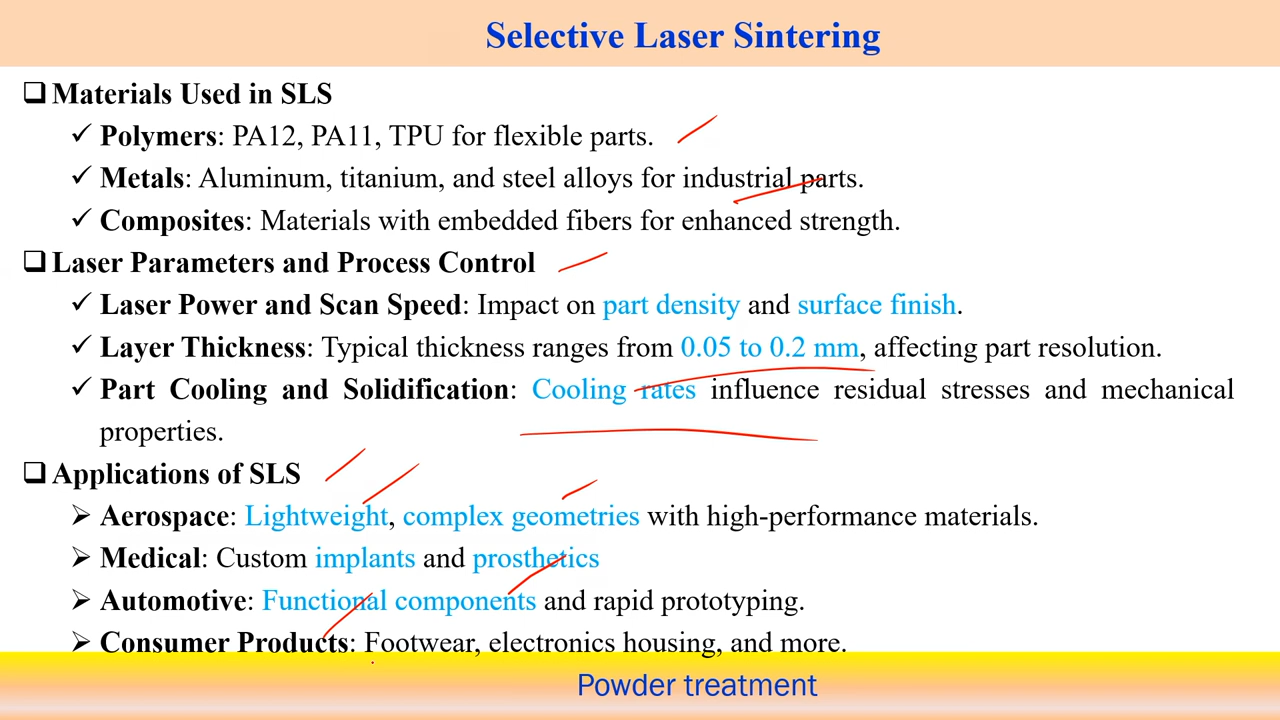 Selective Laser Sintering
❑ Materials Used in SLS
✓ Polymers: PA12, PA11, TPU for flexible parts.
✓ Metals: Aluminum, titanium, and steel alloys for industrial parts.
✓ Composites: Materials with embedded fibers for enhanced strength.
❑ Laser Parameters and Process Control
✓ Laser Power and Scan Speed: Impact on part density and surface finish.
✓ Layer Thickness: Typical thickness ranges from 0.05 to 0.2 mm, affecting part resolution.
✓ Part Cooling and Solidification: Cooling rates influence residual stresses and mechanical
properties.
❑ Applications of SLS
➢ Aerospace: Lightweight, complex geometries with high-performance materials.
➢ Medical: Custom implants and prosthetics
➢ Automotive: Functional components and rapid prototyping.
➢ Consumer Products: Footwear, electronics housing, and more.
Powder treatment